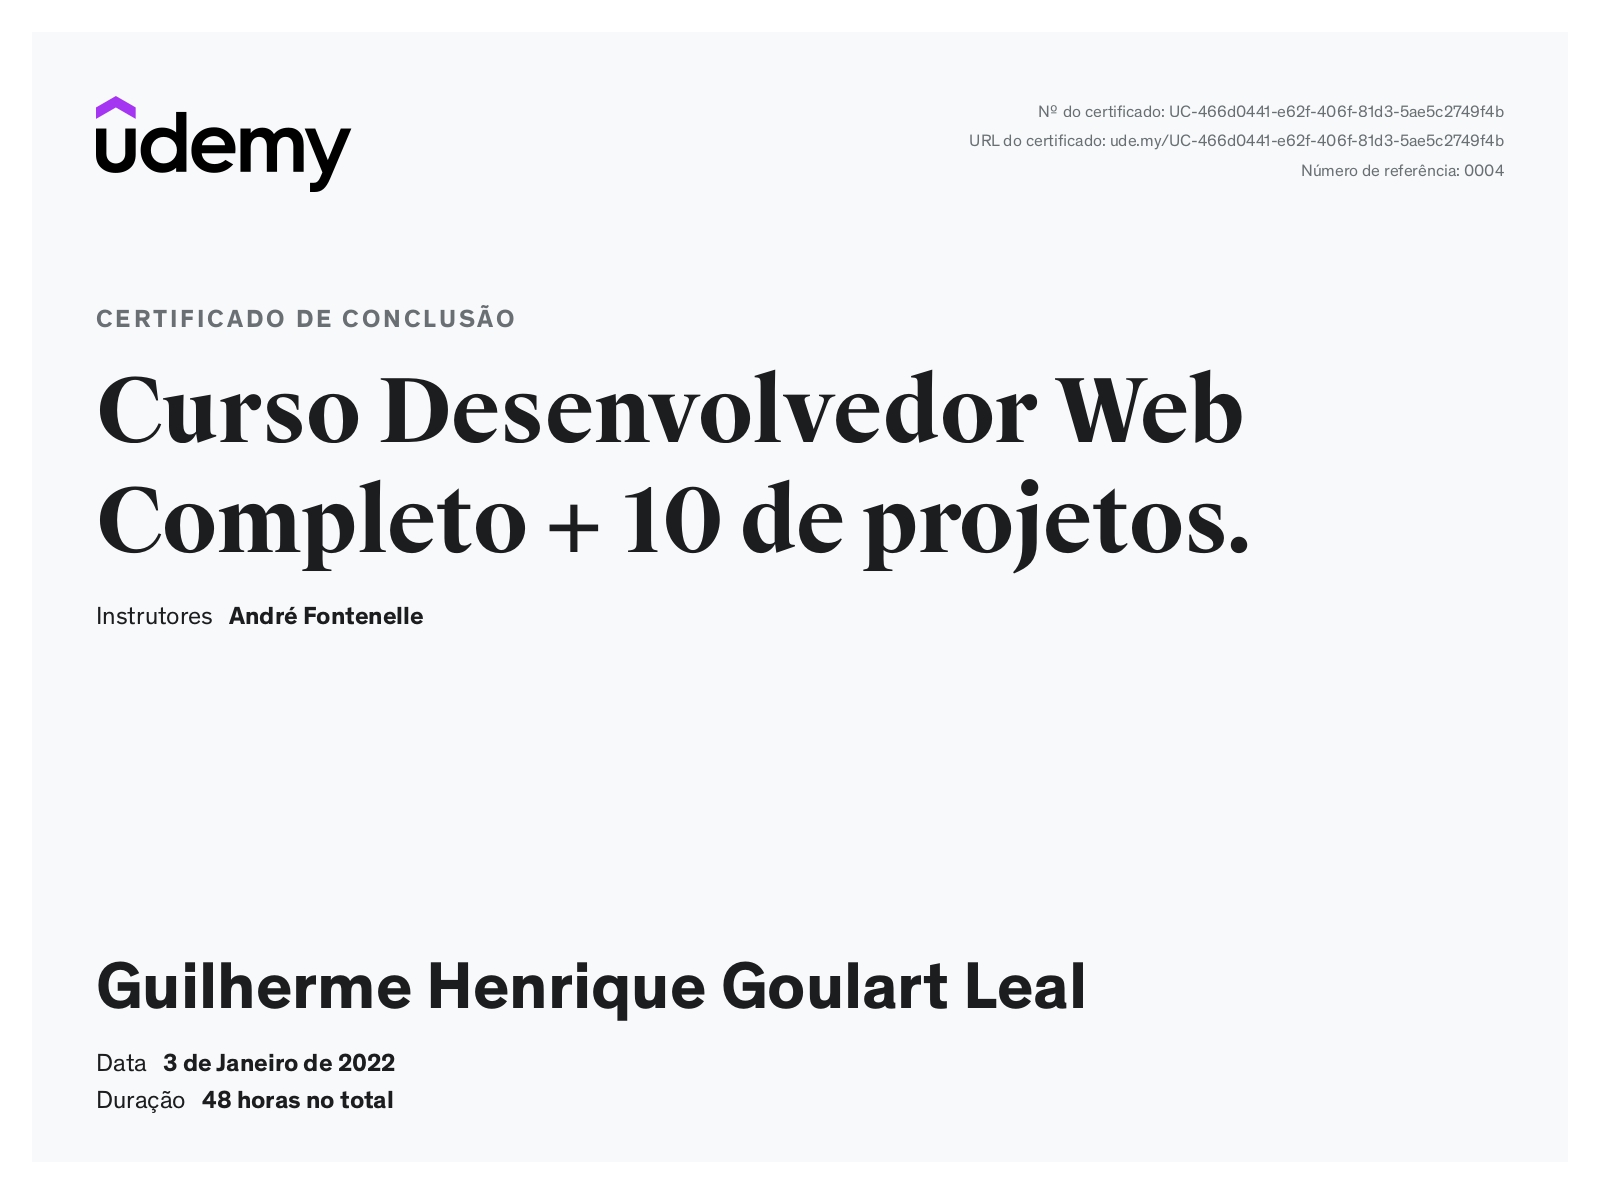 udemy
Nº do certificado: UC-466d0441-e62f-406f-81d3-5ae5c2749f4b
URL do certificado: ude.my/UC-466d0441-e62f-406f-81d3-5ae5c2749f4b
Número de referência: 0004
CERTIFICADO DE CONCLUSÃO
Curso Desenvolvedor Web
Completo + 10 de projetos.
Instrutores André Fontenelle
Guilherme Henrique Goulart Leal
Data 3 de Janeiro de 2022
Duração 48 horas no total